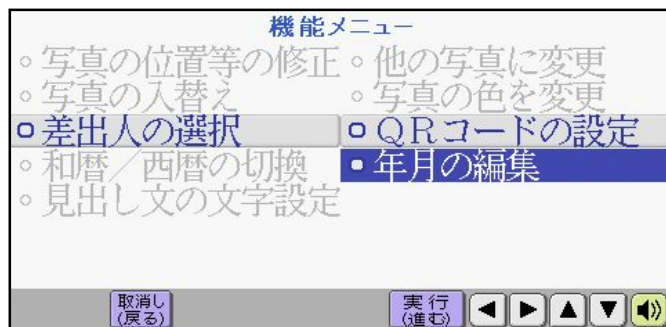 機能メニュー
○ 写真の位置等の修正 ○ 他の写真に変更
○ 写真の入替え ○ 写真の色を変更
○ 差出人の選択 ○ QRコードの設定
○ 和暦／西暦の切換 ○ 年月の編集
○ 見出し文の文字設定
取消し 実行
(戻る) (進む)